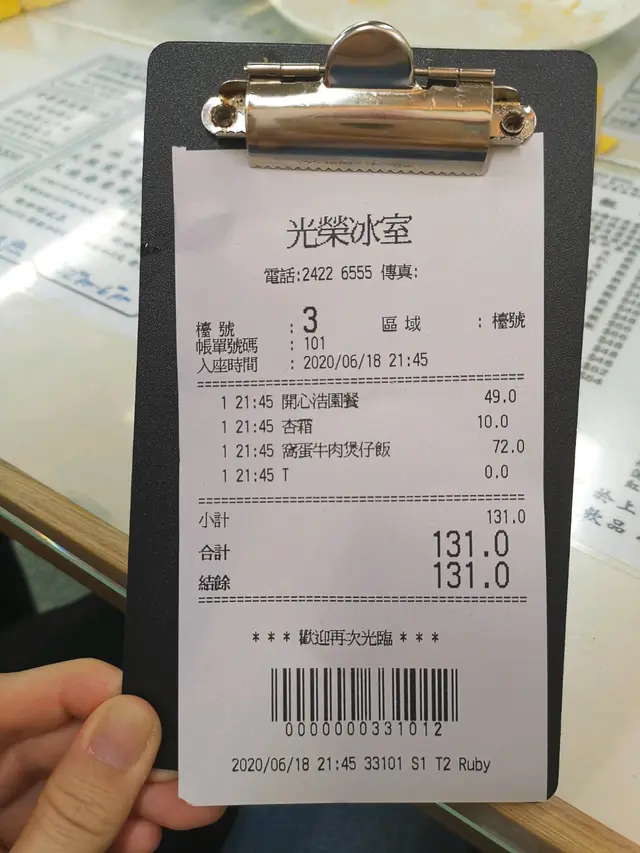 光榮冰室
電話:2422 6555 傳真:
檯號 : 3 區域 : 檯號
帳單號碼 : 101
入座時間 : 2020/06/18 21:45
1 21:45 開心浩園餐 49.0
1 21:45 杏霜 10.0
1 21:45 窩蛋牛肉煲仔飯 72.0
1 21:45 T 0.0
小計 131.0
合計 131.0
結餘 131.0
* * * 歡迎再次光臨 * * *
0000000331012
2020/06/18 21:45 33101 S1 T2 Ruby
於上
飲品